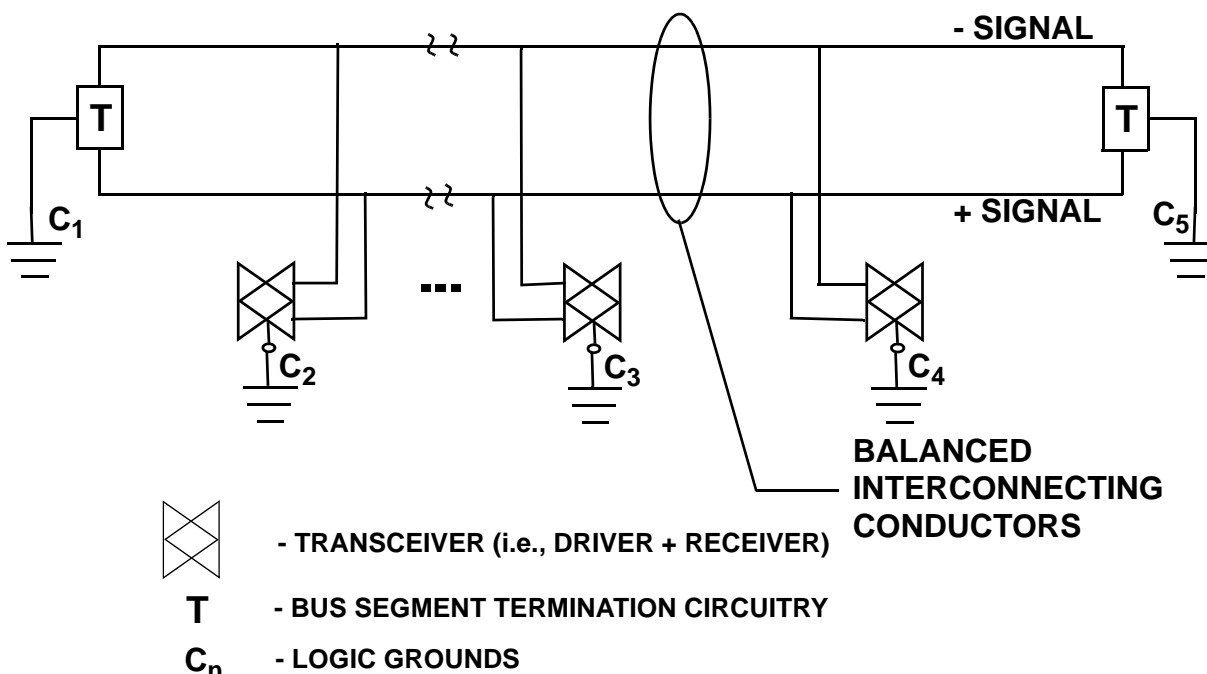 - SIGNAL
T
T
+ SIGNAL
C1
C5
C2
C3
C4
BALANCED
INTERCONNECTING
CONDUCTORS
- TRANSCEIVER (i.e., DRIVER + RECEIVER)
T - BUS SEGMENT TERMINATION CIRCUITRY
Cn - LOGIC GROUNDS